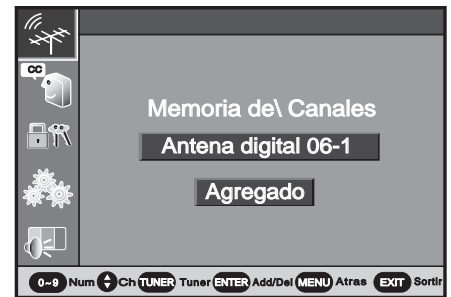 CC
Memoria de\ Canales
Antena digital 06-1
Agregado
0~9 Num Ch TUNER Tuner ENTER Add/Del MENU Atras EXIT Sortir